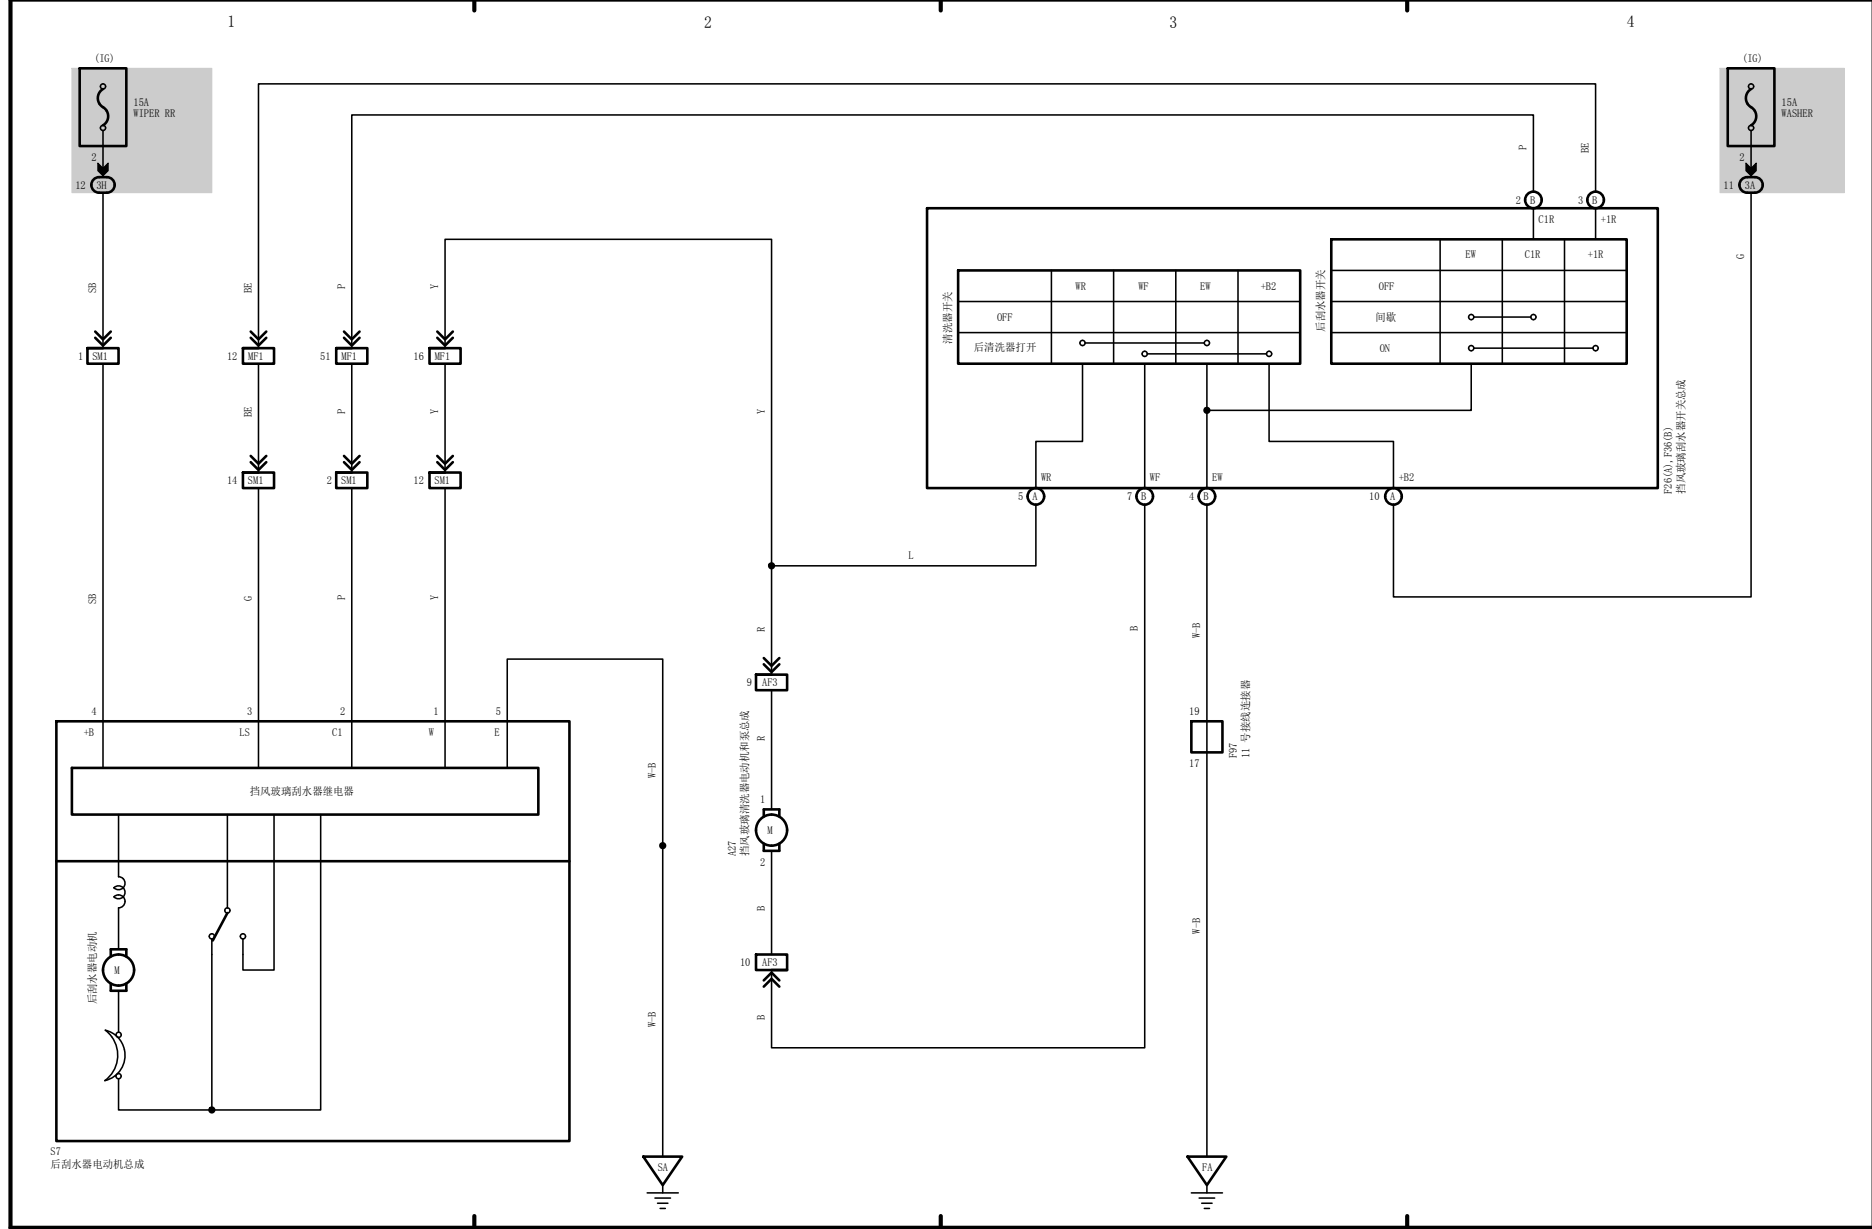 1
2
3
4
(IG)
15A
WIPER RR
2
12
3H
(IG)
15A
WASHER
2
11
3A
P
BE
2
B
3
B
C1R
+1R
SB
BE
P
Y
G
清洗器开关
WR
WF
EW
+B2
OFF
后清洗器打开
后刮水器开关
EW
C1R
+1R
OFF
间歇
ON
1
SM1
12
MF1
51
MF1
16
MF1
BE
P
Y
Y
F26(A),F36(B)
挡风玻璃刮水器开关总成
14
SM1
2
SM1
12
SM1
WR
WF
EW
+B2
5
A
7
B
4
B
10
A
L
SB
G
P
Y
R
B
W-B
9
AF3
4
3
2
1
5
+B
LS
C1
W
E
挡风玻璃刮水器继电器
W-B
R
19
F97
11 号接线连接器
17
A27
挡风玻璃清洗器电动机和泵总成
1
M
2
B
W-B
后刮水器电动机
M
10
AF3
W-B
B
S7
后刮水器电动机总成
SA
FA